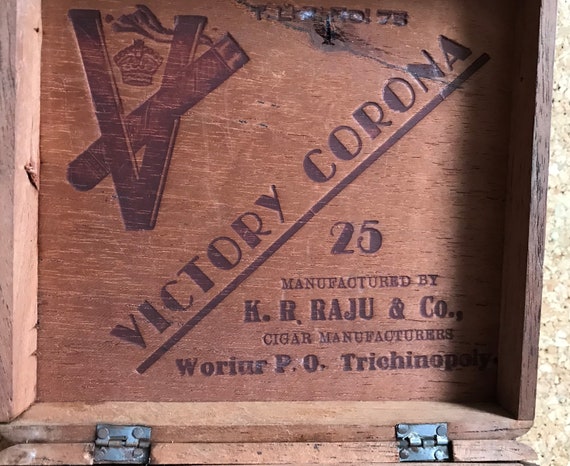 VICTORY CORONA
25
MANUFACTURED BY
K. R. RAJU & Co.,
CIGAR MANUFACTURERS
Woriur P. O. Trichinopoly.